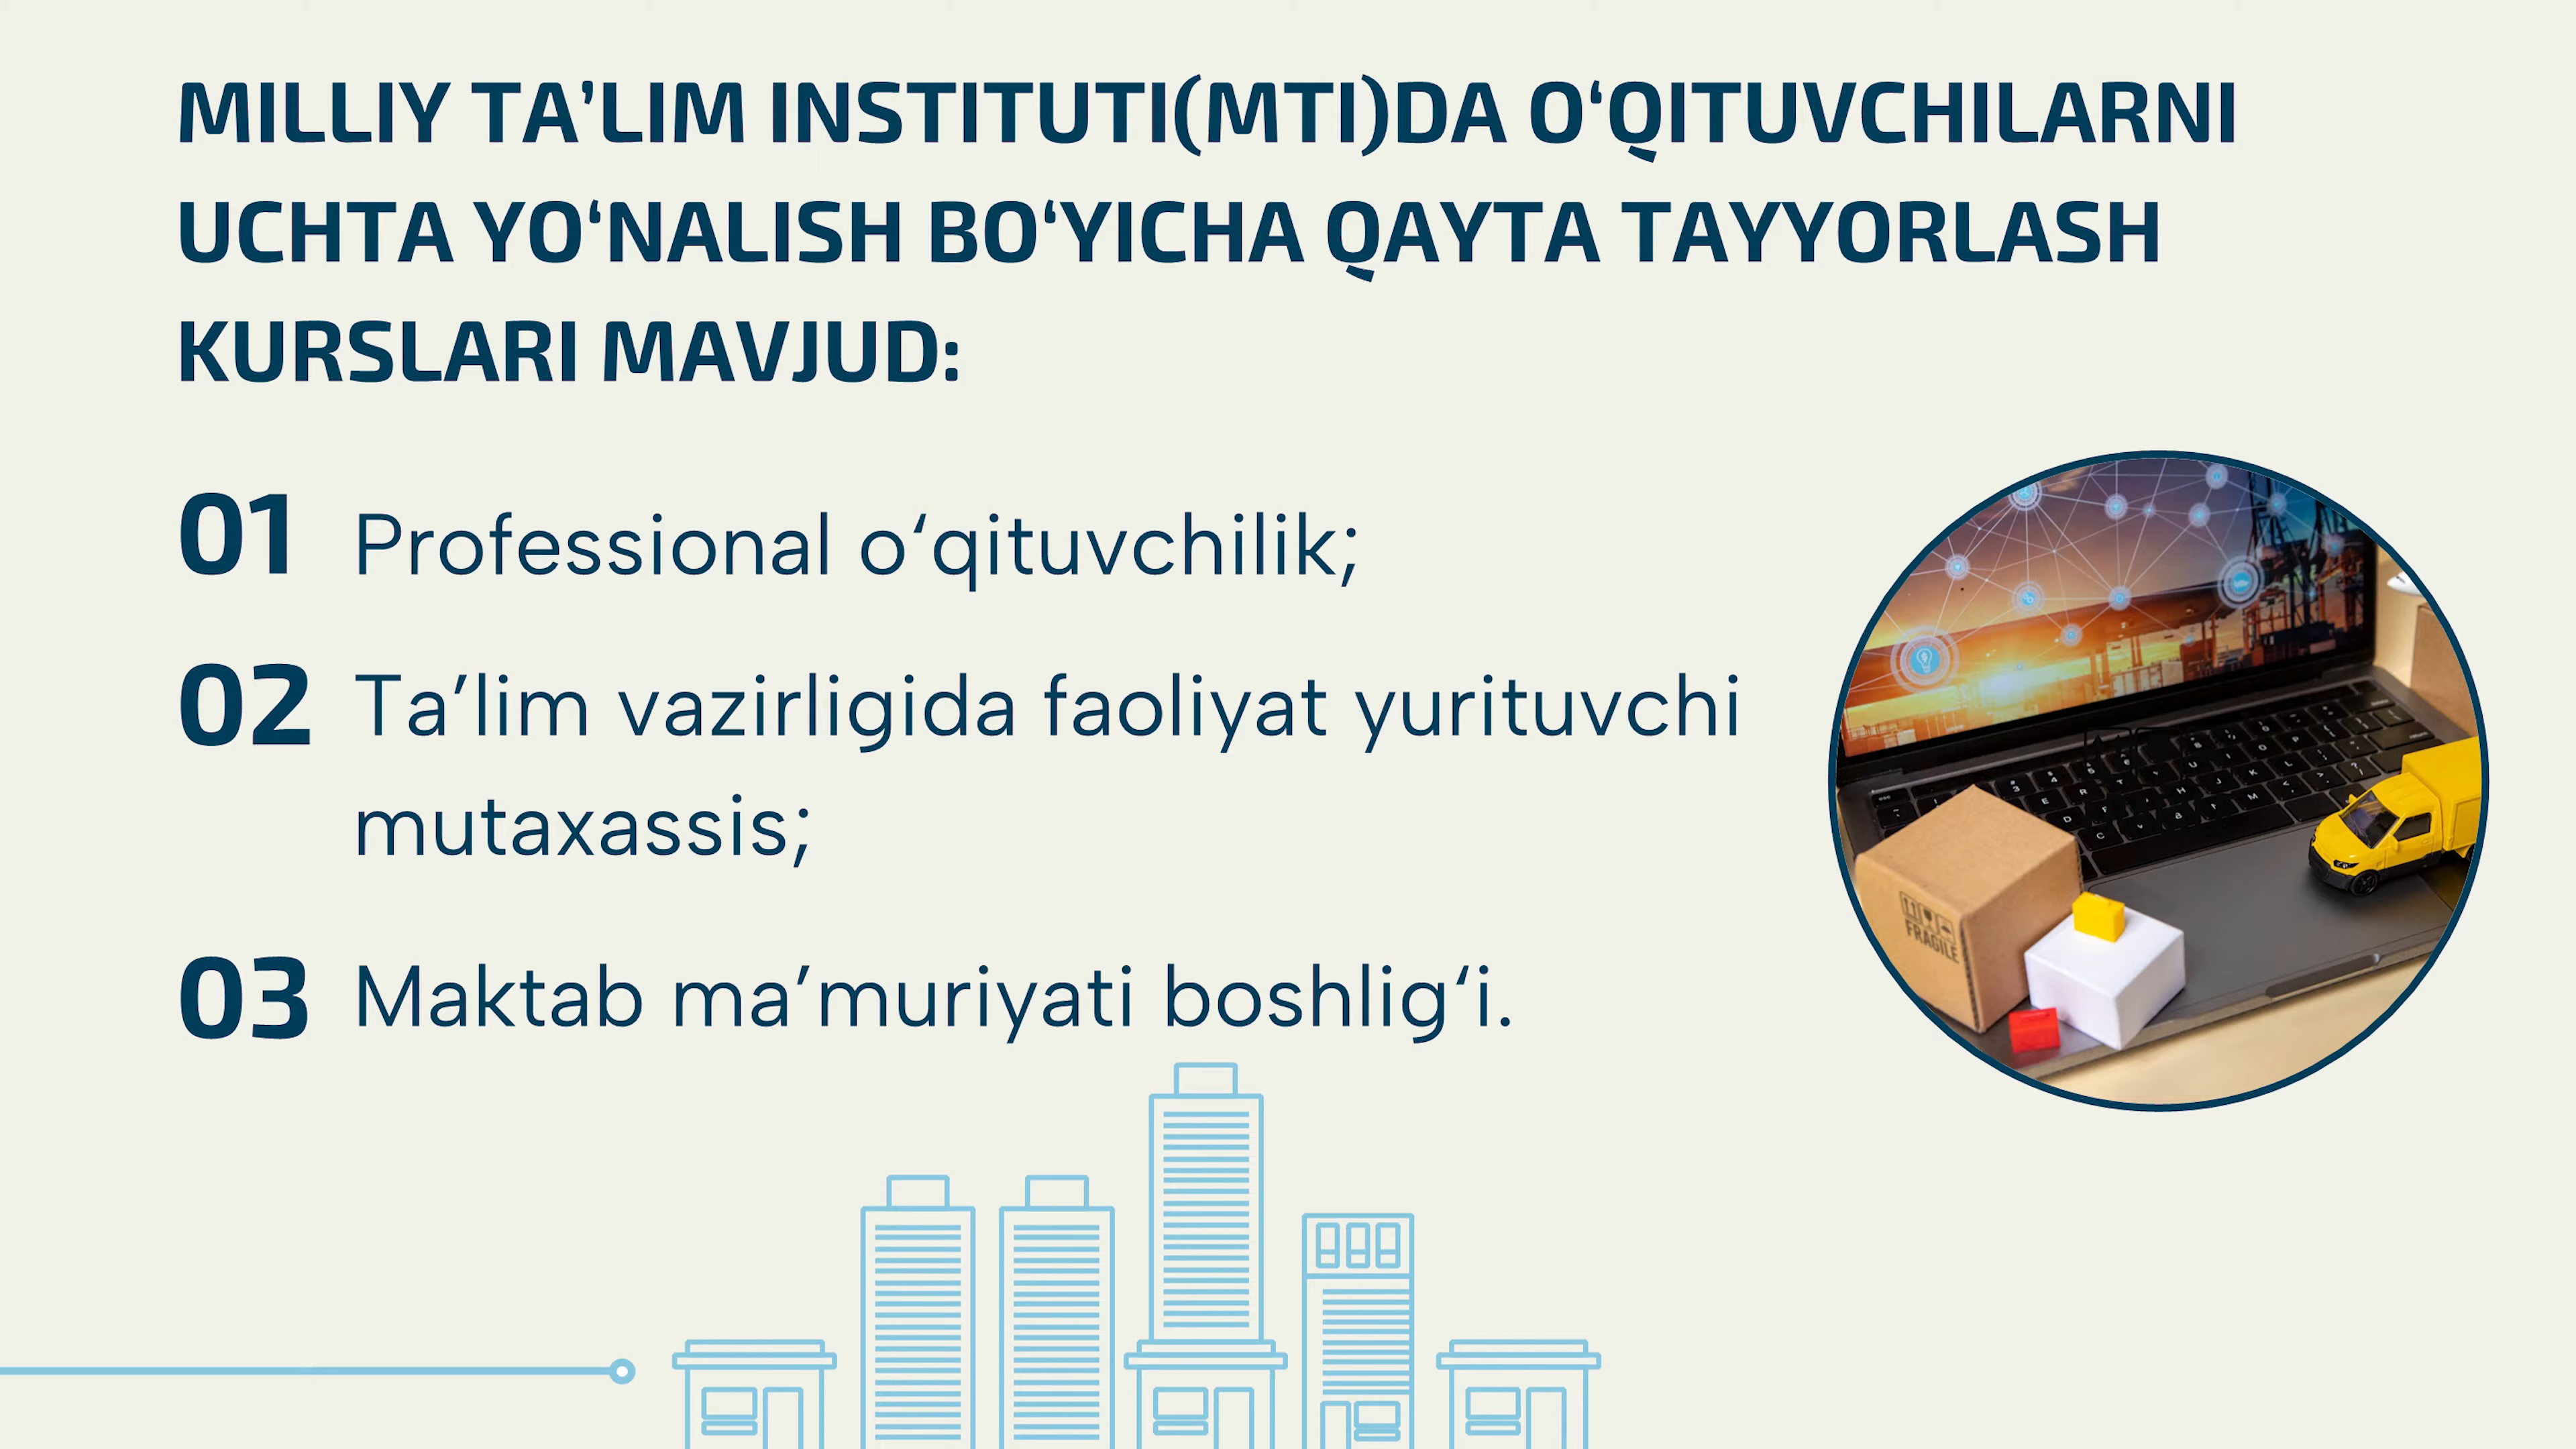 MILLIY TA’LIM INSTITUTI(MTI)DA O‘QITUVCHILARNI
UCHTA YO‘NALISH BO‘YICHA QAYTA TAYYORLASH
KURSLARI MAVJUD:
01 Professional o‘qituvchilik;
02 Ta’lim vazirligida faoliyat yurituvchi
mutaxassis;
03 Maktab ma’muriyati boshlig‘i.
FRAGILE